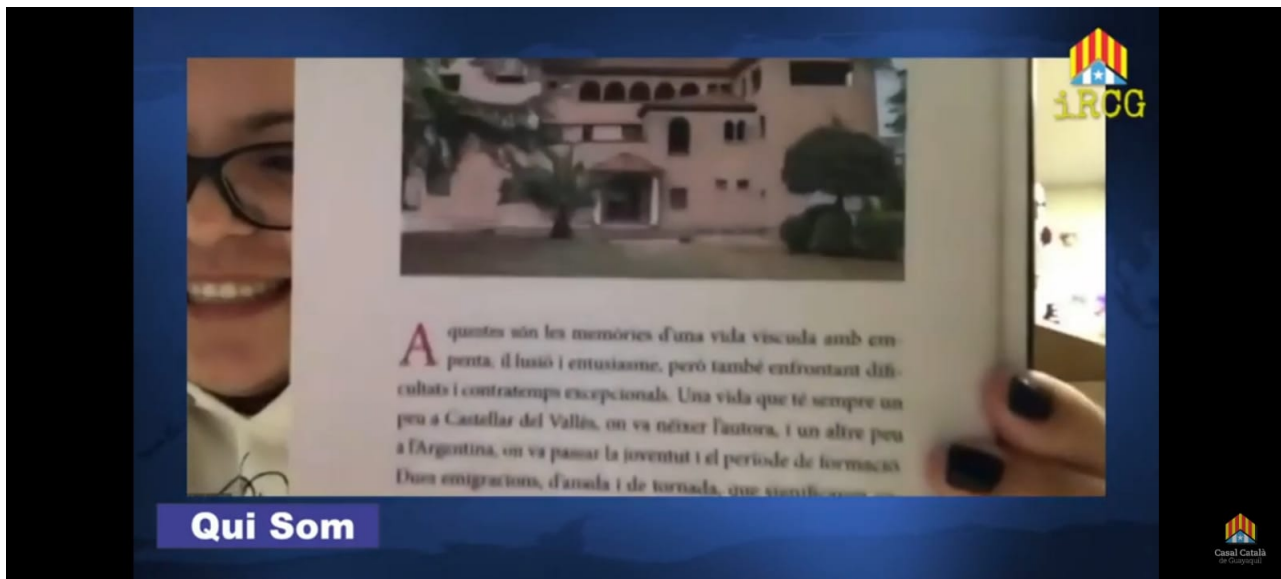 iRCG
Aquestes són les memòries d'una vida viscuda amb em-
penta, il·lusió i entusiasme, però també enfrontant difi-
cultats i contratemps excepcionals. Una vida que té sempre un
peu a Castellar del Vallès, on va néixer l'autora, i un altre peu
a l'Argentina, on va passar la joventut i el període de formació.
Dues emigracions, d'anada i de tornada, que
Qui Som
Casal Català
de Guayaquil